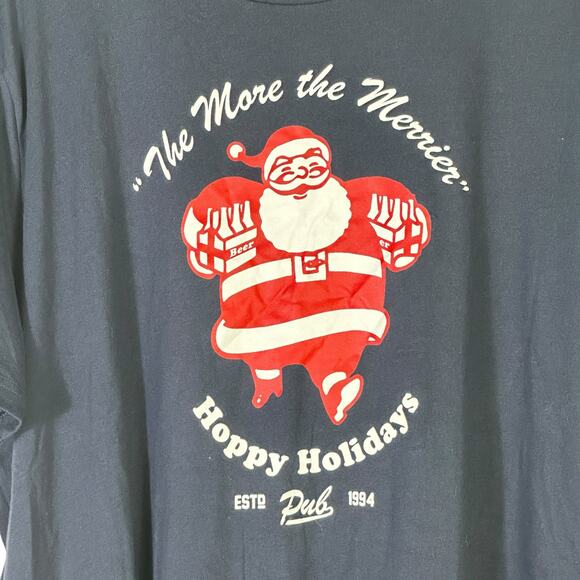 "The More the Merrier"
Beer
er
Hoppy Holidays
ESTD Pub 1994